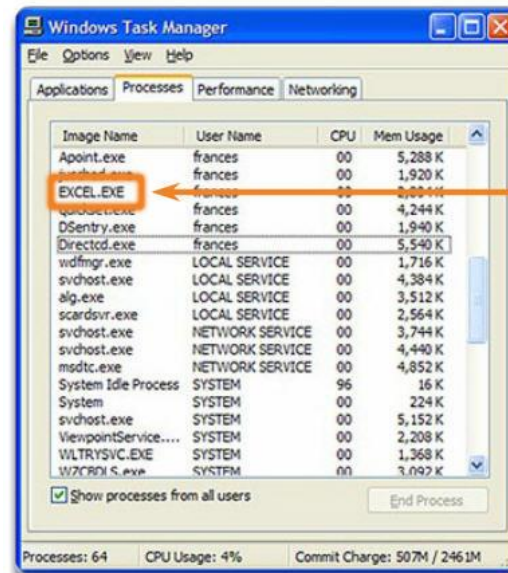 Windows Task Manager
File Options View Help
Applications Processes Performance Networking
Image Name User Name CPU Mem Usage
Apoint.exe frances 00 5,288 K
frances 00 1,920 K
EXCEL.EXE 00
frances 00 4,244 K
DSentry.exe frances 00 1,940 K
Directcd.exe frances 00 5,540 K
wdfmgr.exe LOCAL SERVICE 00 1,716 K
svchost.exe LOCAL SERVICE 00 4,384 K
alg.exe LOCAL SERVICE 00 3,512 K
scardsvr.exe LOCAL SERVICE 00 2,564 K
svchost.exe NETWORK SERVICE 00 3,744 K
svchost.exe NETWORK SERVICE 00 4,440 K
msdtc.exe NETWORK SERVICE 00 4,852 K
System Idle Process SYSTEM 96 16 K
System SYSTEM 00 224 K
svchost.exe SYSTEM 00 5,152 K
ViewpointService.... SYSTEM 00 2,208 K
WLTRYSVC.EXE SYSTEM 00 1,368 K
WZCBDLS.EXE SYSTEM 00 3,092 K
Show processes from all users End Process
Processes: 64 CPU Usage: 4% Commit Charge: 507M / 2461M